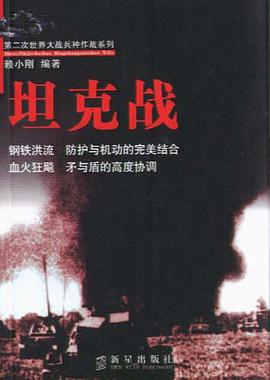 第二次世界大战兵种作战系列
赖小刚 编著
坦克战
钢铁洪流 防护与机动的完美结合
血火狂飚 矛与盾的高度协调
新星出版社